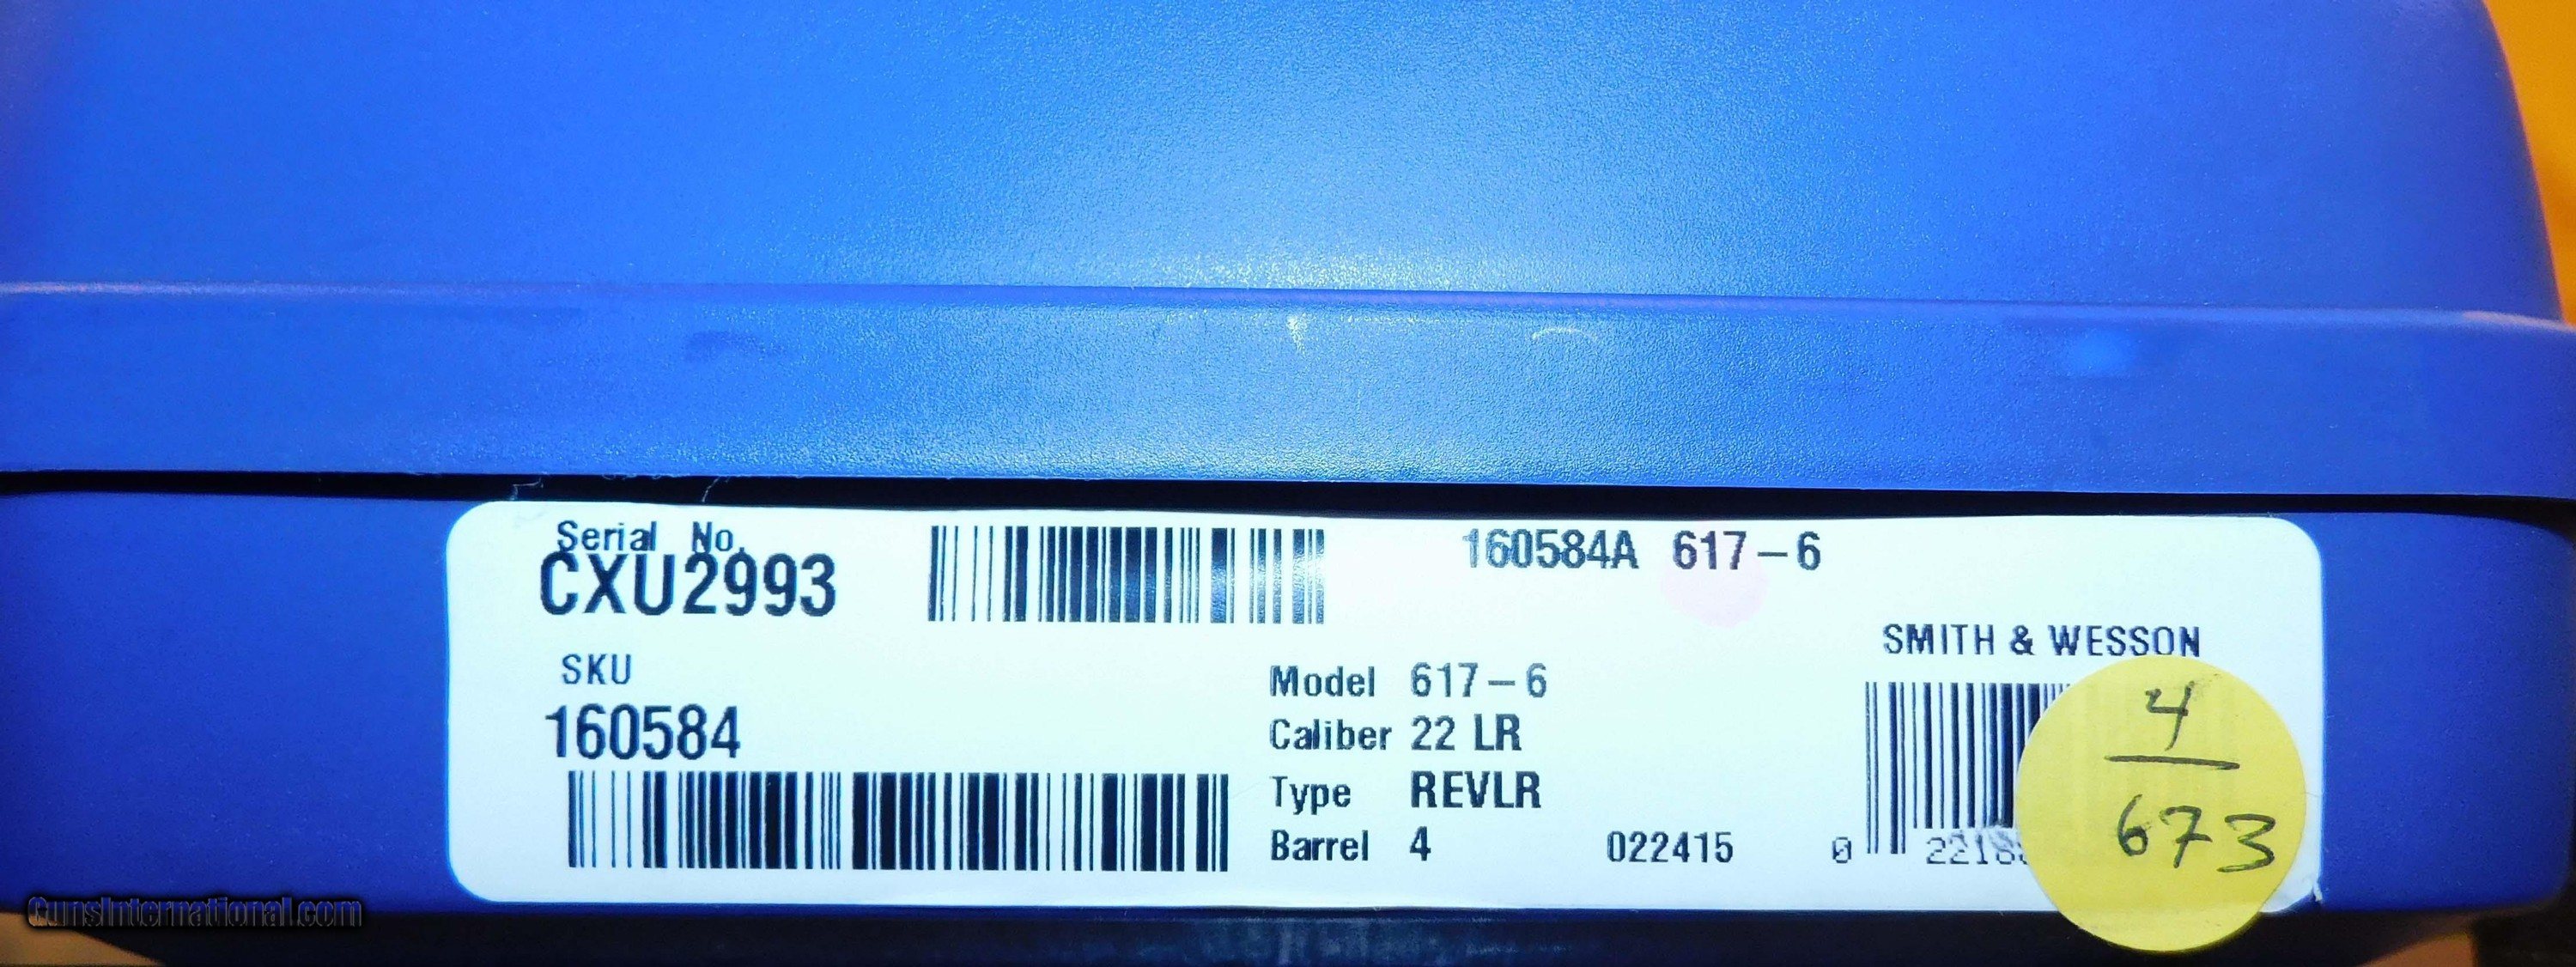 Serial No.
CXU2993
160584A 617-6
SKU
160584
SMITH & WESSON
Model 617-6
Caliber 22 LR
Type REVLR
Barrel 4
022415
0 2218
4
673
GunsInternational.com